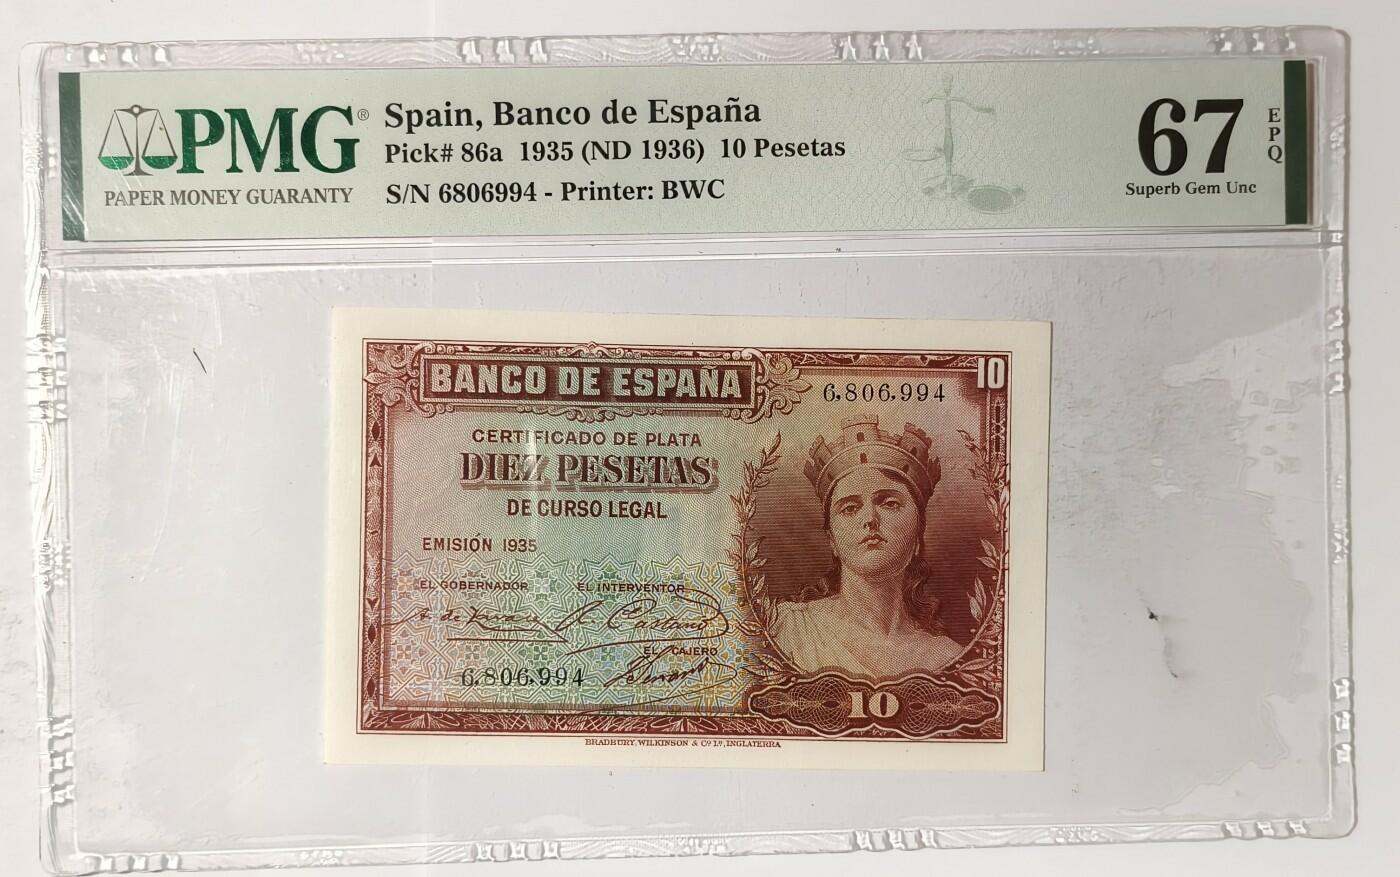 PMG®
PAPER MONEY GUARANTY
Spain, Banco de España
Pick# 86a 1935 (ND 1936) 10 Pesetas
S/N 6806994 - Printer: BWC
67
EPQ
Superb Gem Unc
BANCO DE ESPAÑA
10
6.806.994
CERTIFICADO DE PLATA
DIEZ PESETAS
DE CURSO LEGAL
EMISIÓN 1935
EL GOBERNADOR
EL INTERVENTOR
EL CAJERO
6.806.994
10
BRADBURY, WILKINSON & Cº Lᵈ, INGLATERRA